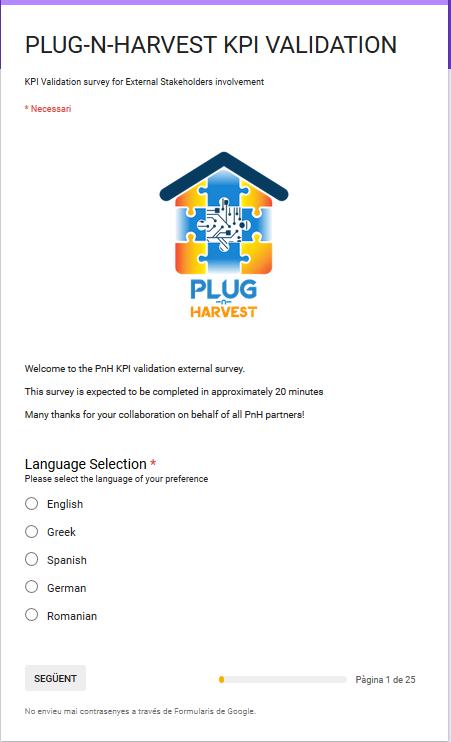 PLUG-N-HARVEST KPI VALIDATION
KPI Validation survey for External Stakeholders involvement
* Necessari
PLUG
-n-
HARVEST
Welcome to the PnH KPI validation external survey.
This survey is expected to be completed in approximately 20 minutes
Many thanks for your collaboration on behalf of all PnH partners!
Language Selection *
Please select the language of your preference
English
Greek
Spanish
German
Romanian
SEGÜENT
Pàgina 1 de 25
No envieu mai contrasenyes a través de Formularis de Google.